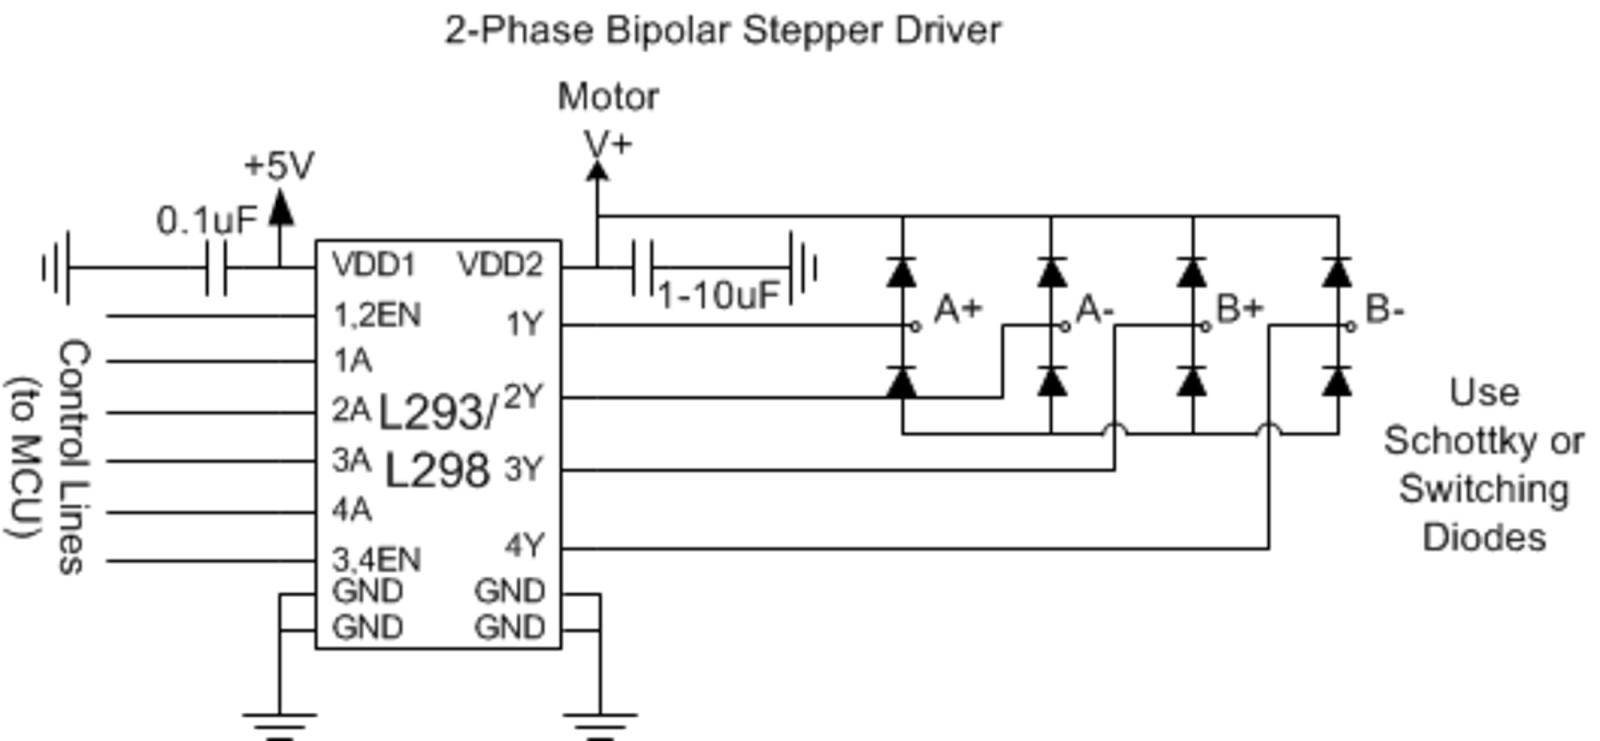 2-Phase Bipolar Stepper Driver
Motor
V+
+5V
0.1uF
1-10uF
VDD1
VDD2
1,2EN
1Y
1A
2Y
2A
L293/
L298
3A
3Y
4A
4Y
3,4EN
GND
GND
GND
GND
Control Lines
(to MCU)
A+
A-
B+
B-
Use
Schottky or
Switching
Diodes